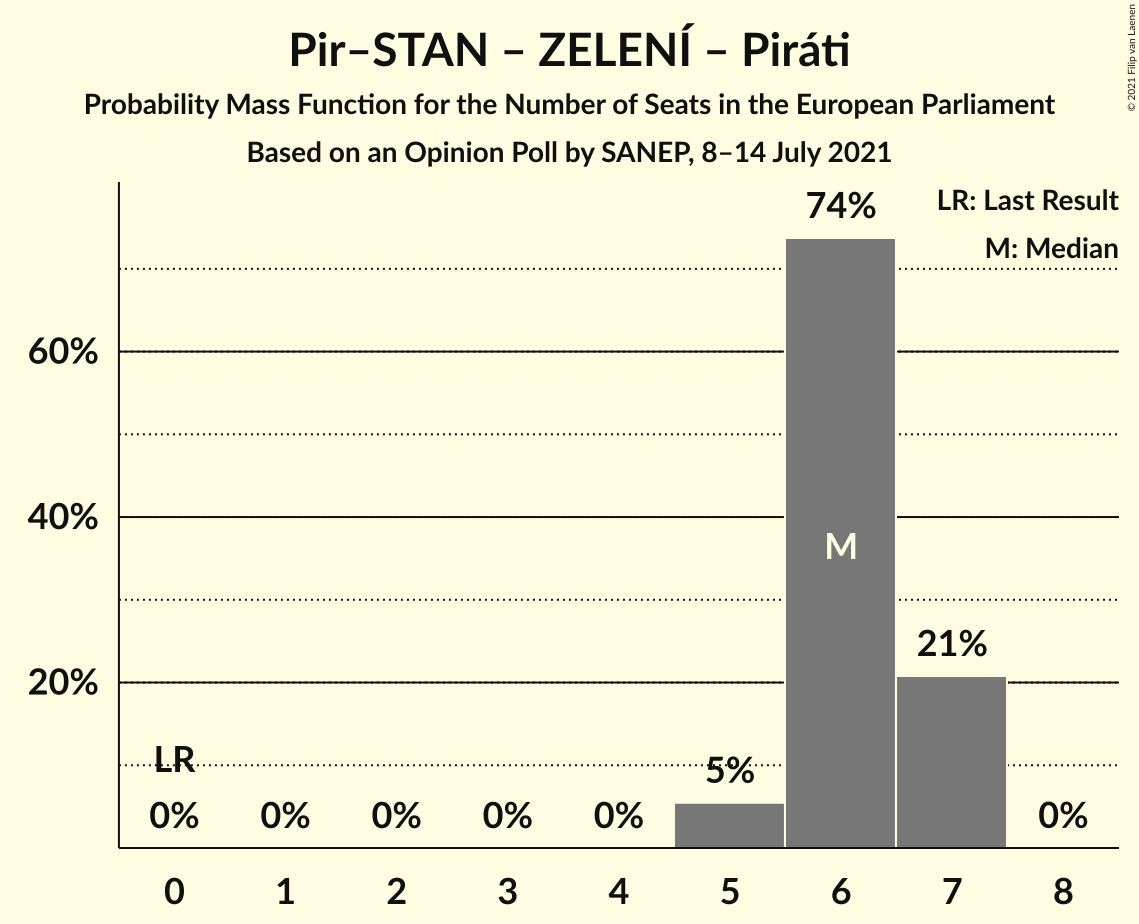 Pir–STAN – ZELENÍ – Piráti
Probability Mass Function for the Number of Seats in the European Parliament
Based on an Opinion Poll by SANEP, 8–14 July 2021
© 2021 Filip van Laenen
LR: Last Result
M: Median
74%
60%
40%
M
21%
20%
LR
5%
0% 0% 0% 0% 0% 0%
0 1 2 3 4 5 6 7 8